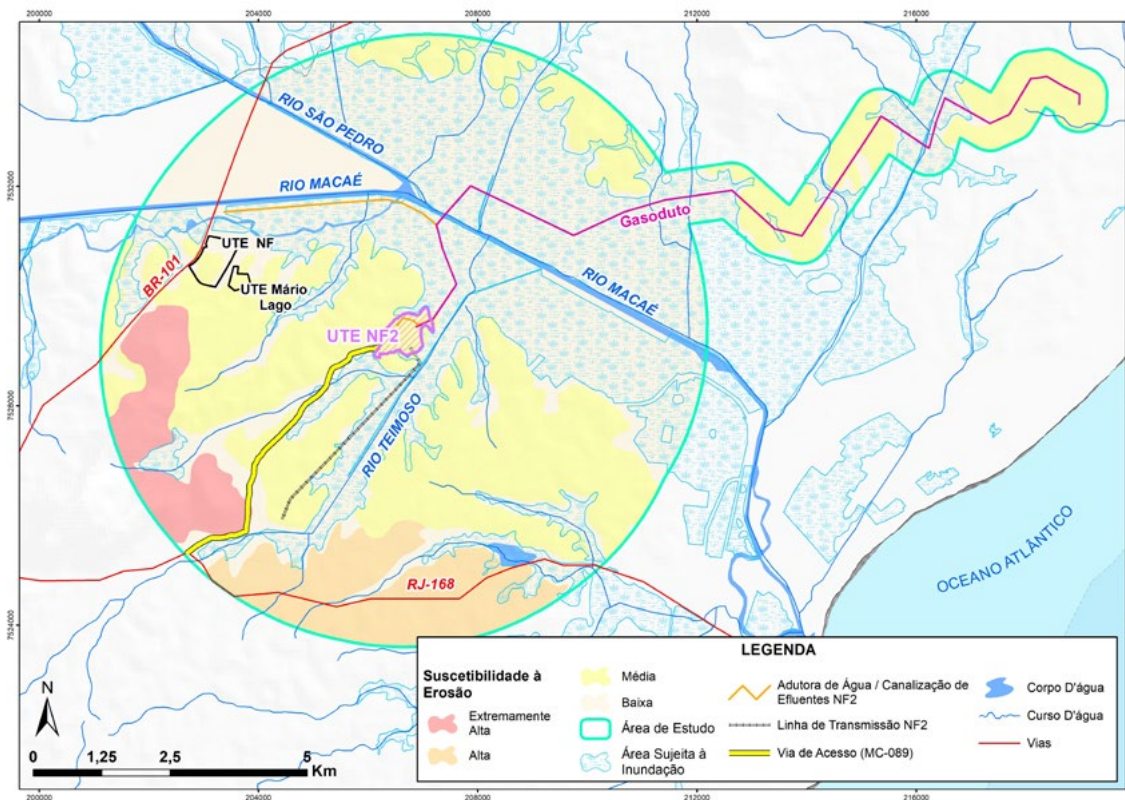 200000 204000 208000 212000 216000
RIO SÃO PEDRO
7532000
RIO MACAÉ
Gasoduto
UTE NF
BR-101
UTE Mário
Lago
RIO MACAÉ
UTE NF2
7528000
RIO TEIMOSO
OCEANO ATLÂNTICO
RJ-168
7524000
LEGENDA
Suscetibilidade à
Erosão
Extremamente
Alta
Alta
Média
Baixa
Área de Estudo
Área Sujeita à
Inundação
Adutora de Água / Canalização de
Efluentes NF2
Linha de Transmissão NF2
Via de Acesso (MC-089)
Corpo D'água
Curso D'água
Vias
N
0 1,25 2,5 5
Km
200000 204000 208000 212000 216000